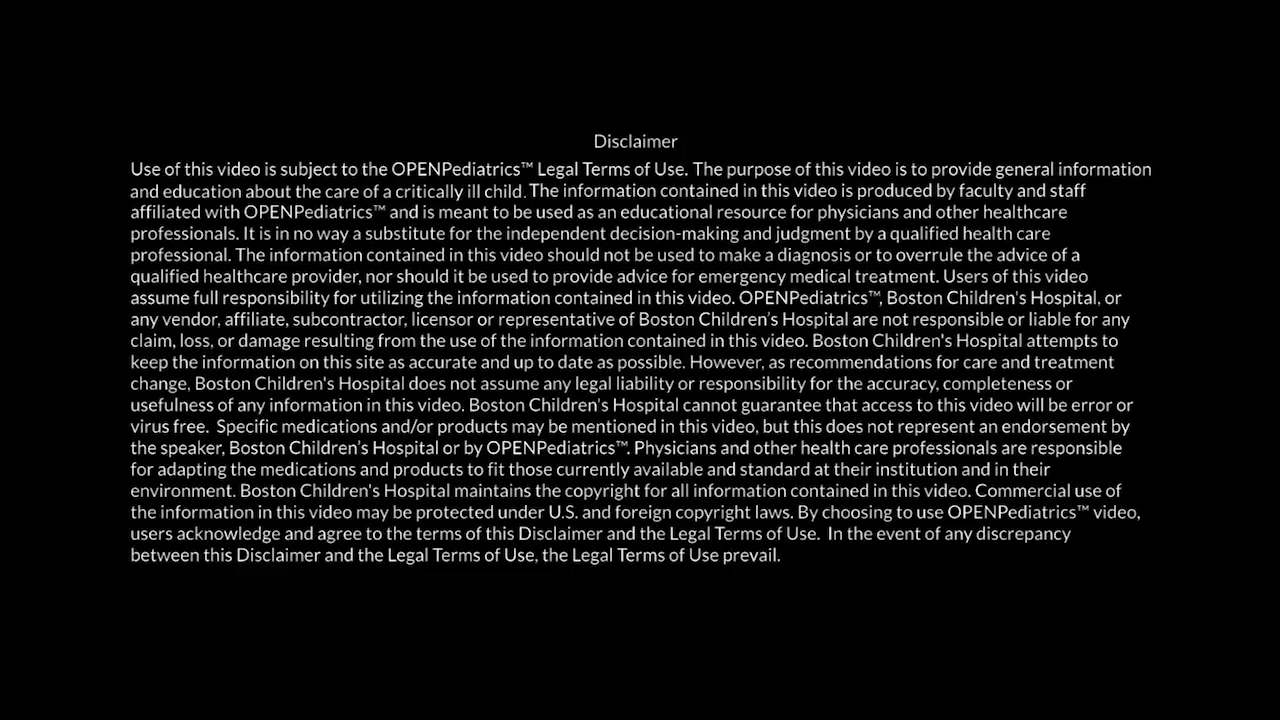 Disclaimer
Use of this video is subject to the OPENPediatrics™ Legal Terms of Use. The purpose of this video is to provide general information
and education about the care of a critically ill child. The information contained in this video is produced by faculty and staff
affiliated with OPENPediatrics™ and is meant to be used as an educational resource for physicians and other healthcare
professionals. It is in no way a substitute for the independent decision-making and judgment by a qualified health care
professional. The information contained in this video should not be used to make a diagnosis or to overrule the advice of a
qualified healthcare provider, nor should it be used to provide advice for emergency medical treatment. Users of this video
assume full responsibility for utilizing the information contained in this video. OPENPediatrics™, Boston Children's Hospital, or
any vendor, affiliate, subcontractor, licensor or representative of Boston Children’s Hospital are not responsible or liable for any
claim, loss, or damage resulting from the use of the information contained in this video. Boston Children's Hospital attempts to
keep the information on this site as accurate and up to date as possible. However, as recommendations for care and treatment
change, Boston Children's Hospital does not assume any legal liability or responsibility for the accuracy, completeness or
usefulness of any information in this video. Boston Children's Hospital cannot guarantee that access to this video will be error or
virus free.  Specific medications and/or products may be mentioned in this video, but this does not represent an endorsement by
the speaker, Boston Children’s Hospital or by OPENPediatrics™. Physicians and other health care professionals are responsible
for adapting the medications and products to fit those currently available and standard at their institution and in their
environment. Boston Children's Hospital maintains the copyright for all information contained in this video. Commercial use of
the information in this video may be protected under U.S. and foreign copyright laws. By choosing to use OPENPediatrics™ video,
users acknowledge and agree to the terms of this Disclaimer and the Legal Terms of Use.  In the event of any discrepancy
between this Disclaimer and the Legal Terms of Use, the Legal Terms of Use prevail.